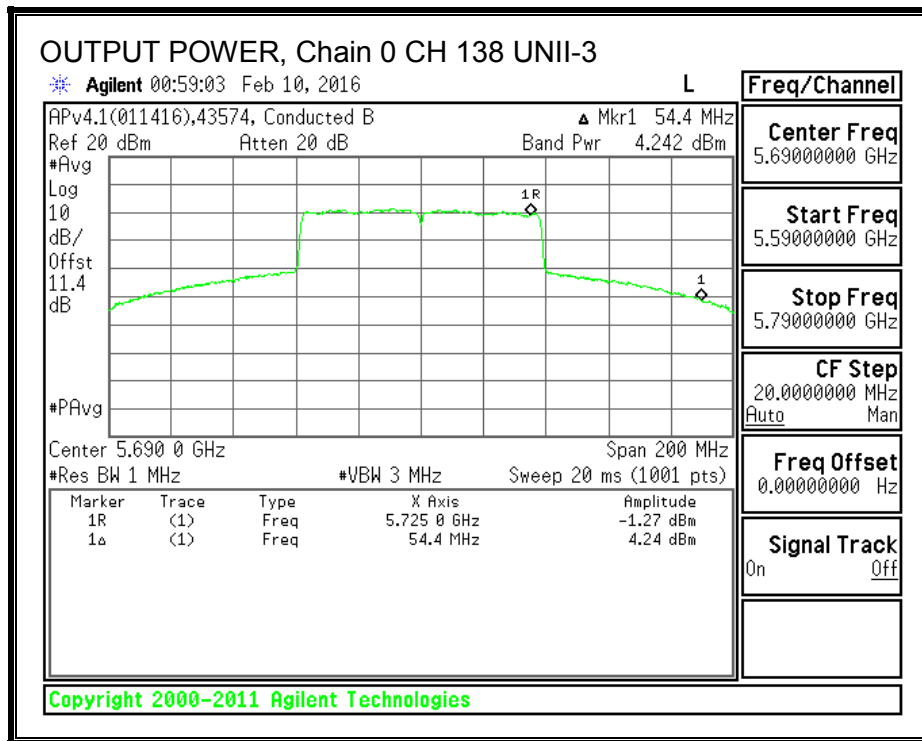 OUTPUT POWER, Chain 0 CH 138 UNII-3
Agilent 00:59:03 Feb 10, 2016 L
APv4.1(011416),43574, Conducted B Δ Mkr1 54.4 MHz
Ref 20 dBm Atten 20 dB Band Pwr 4.242 dBm
#Avg
Log
10
dB/
Offst
11.4
dB
#PAvg
1R
1
Center 5.690 0 GHz Span 200 MHz
#Res BW 1 MHz #VBW 3 MHz Sweep 20 ms (1001 pts)
Marker Trace Type X Axis Amplitude
1R (1) Freq 5.725 0 GHz -1.27 dBm
1Δ (1) Freq 54.4 MHz 4.24 dBm
Freq/Channel
Center Freq
5.69000000 GHz
Start Freq
5.59000000 GHz
Stop Freq
5.79000000 GHz
CF Step
20.0000000 MHz
Auto Man
Freq Offset
0.00000000 Hz
Signal Track
On Off
Copyright 2000-2011 Agilent Technologies